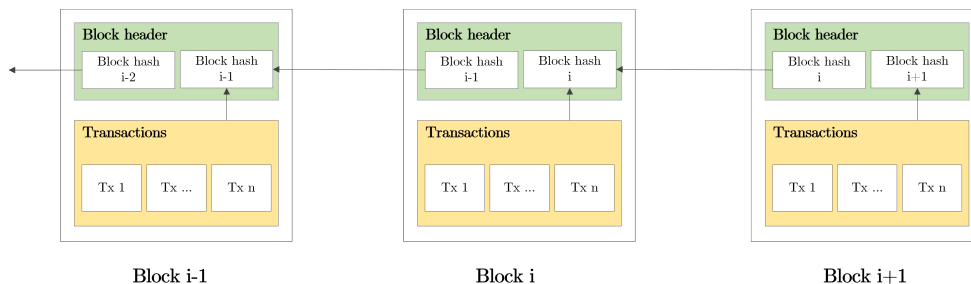 Block header
Block hash
i-2
Block hash
i-1
Transactions
Tx 1
Tx ...
Tx n
Block i-1
Block header
Block hash
i-1
Block hash
i
Transactions
Tx 1
Tx ...
Tx n
Block i
Block header
Block hash
i
Block hash
i+1
Transactions
Tx 1
Tx ...
Tx n
Block i+1